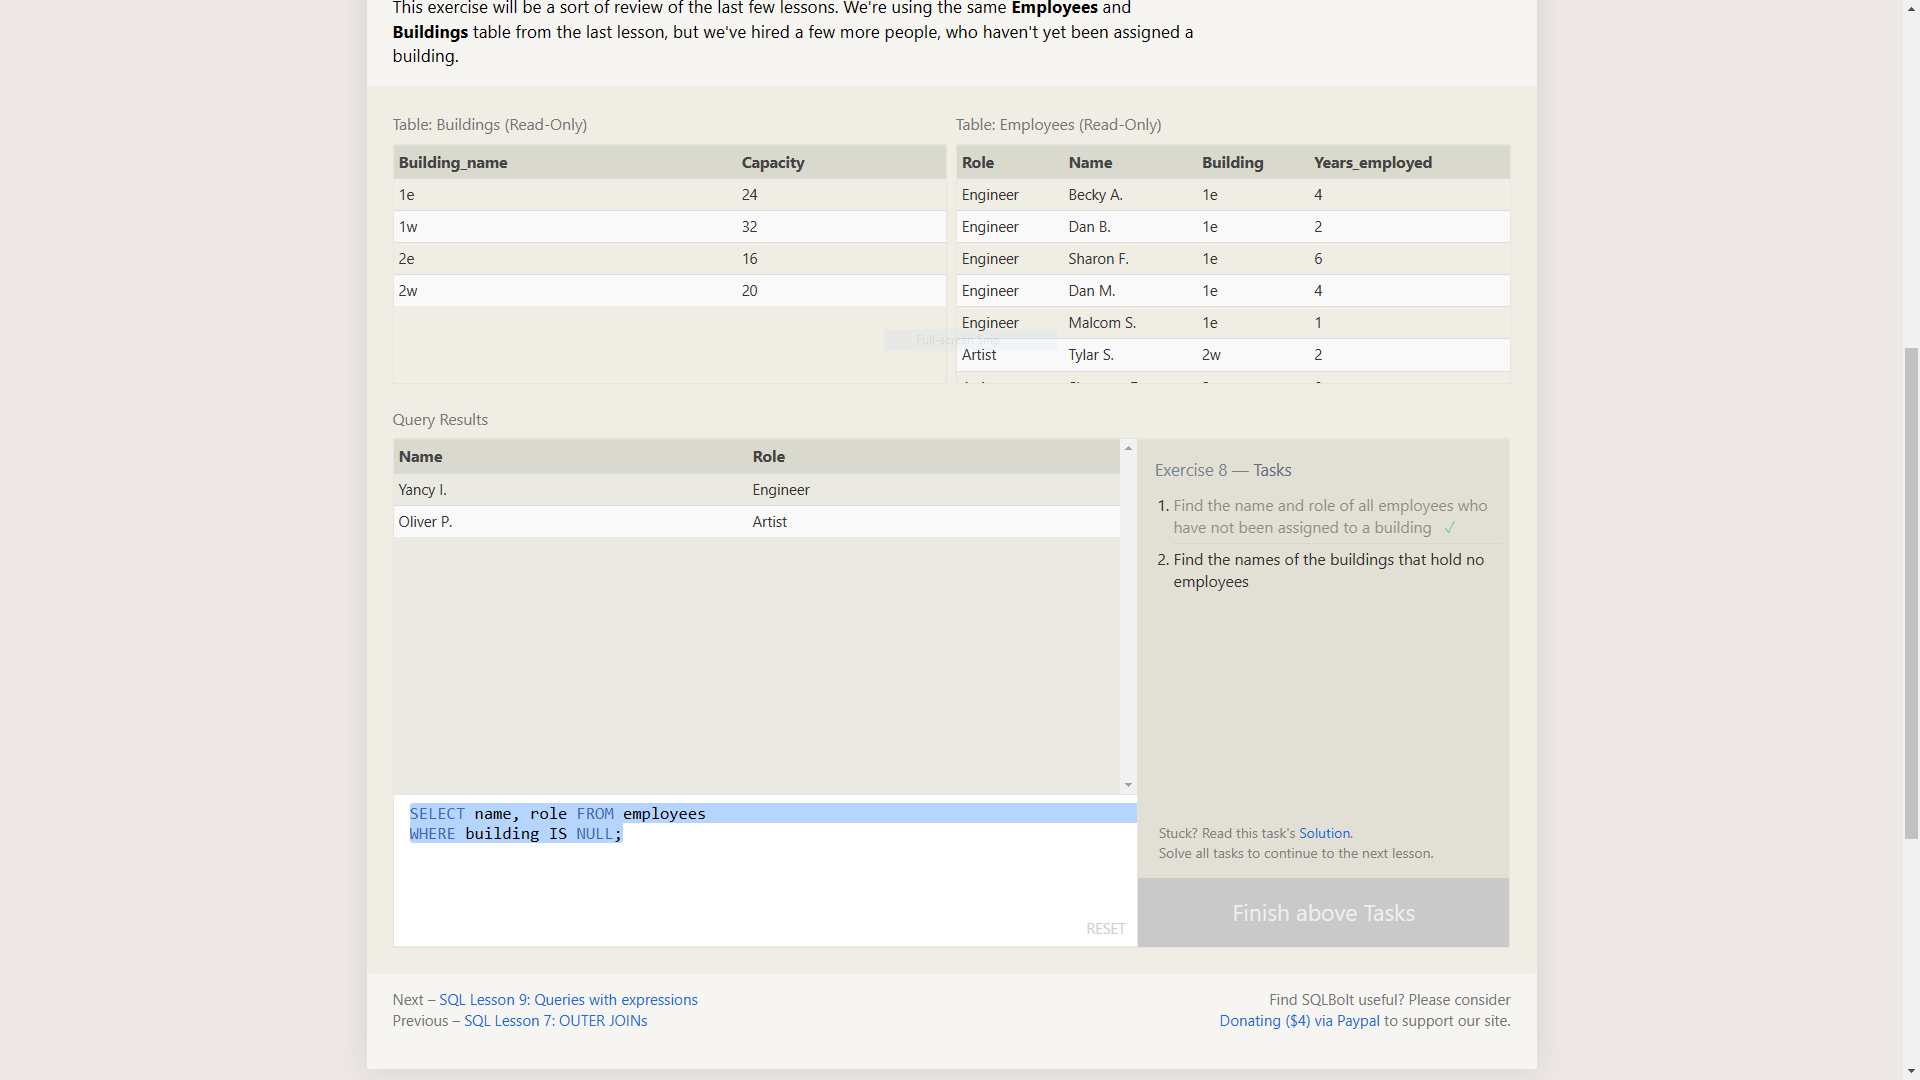 This exercise will be a sort of review of the last few lessons. We're using the same Employees and
Buildings table from the last lesson, but we've hired a few more people, who haven't yet been assigned a
building.
Table: Buildings (Read-Only)
Building_name Capacity
1e 24
1w 32
2e 16
2w 20
Table: Employees (Read-Only)
Role Name Building Years_employed
Engineer Becky A. 1e 4
Engineer Dan B. 1e 2
Engineer Sharon F. 1e 6
Engineer Dan M. 1e 4
Engineer Malcom S. 1e 1
Full-screen Snip
Artist Tylar S. 2w 2
Query Results
Name Role
Yancy I. Engineer
Oliver P. Artist
Exercise 8 — Tasks
1. Find the name and role of all employees who
have not been assigned to a building ✓
2. Find the names of the buildings that hold no
employees
SELECT name, role FROM employees
WHERE building IS NULL;
RESET
Stuck? Read this task's Solution.
Solve all tasks to continue to the next lesson.
Finish above Tasks
Next – SQL Lesson 9: Queries with expressions
Previous – SQL Lesson 7: OUTER JOINs
Find SQLBolt useful? Please consider
Donating ($4) via Paypal to support our site.